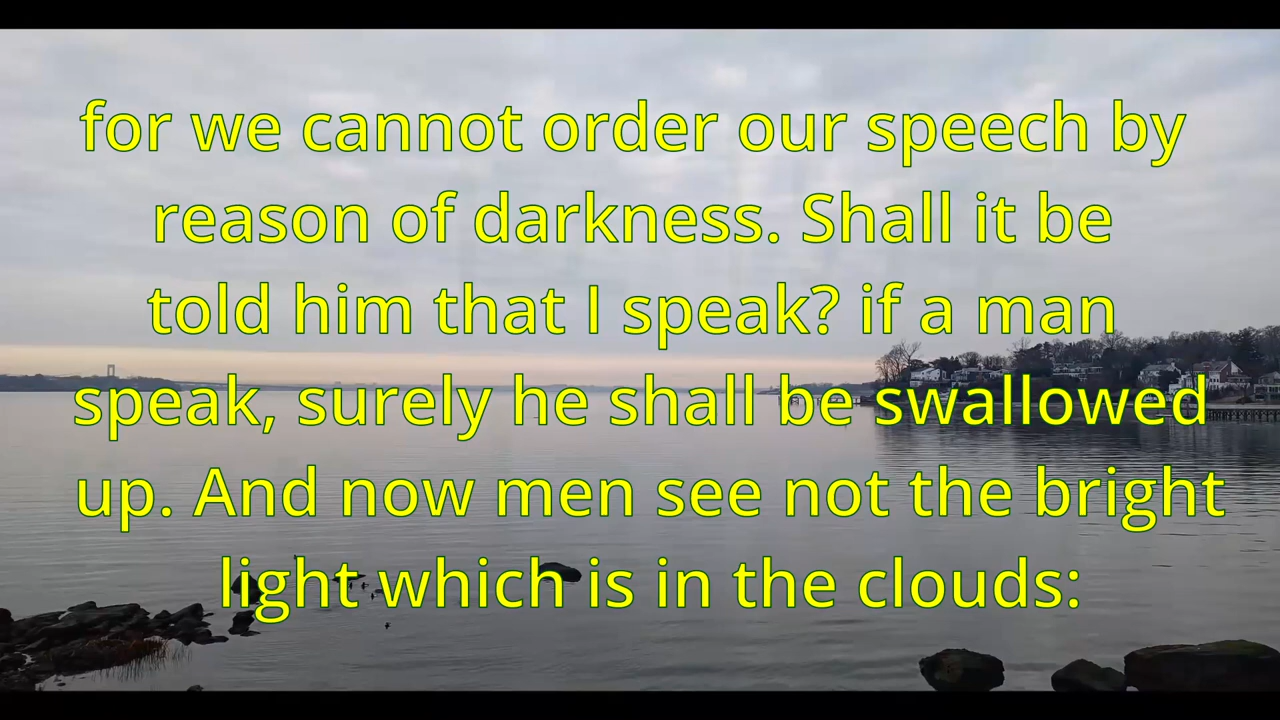 for we cannot order our speech by
reason of darkness. Shall it be
told him that I speak? if a man
speak, surely he shall be swallowed
up. And now men see not the bright
light which is in the clouds: